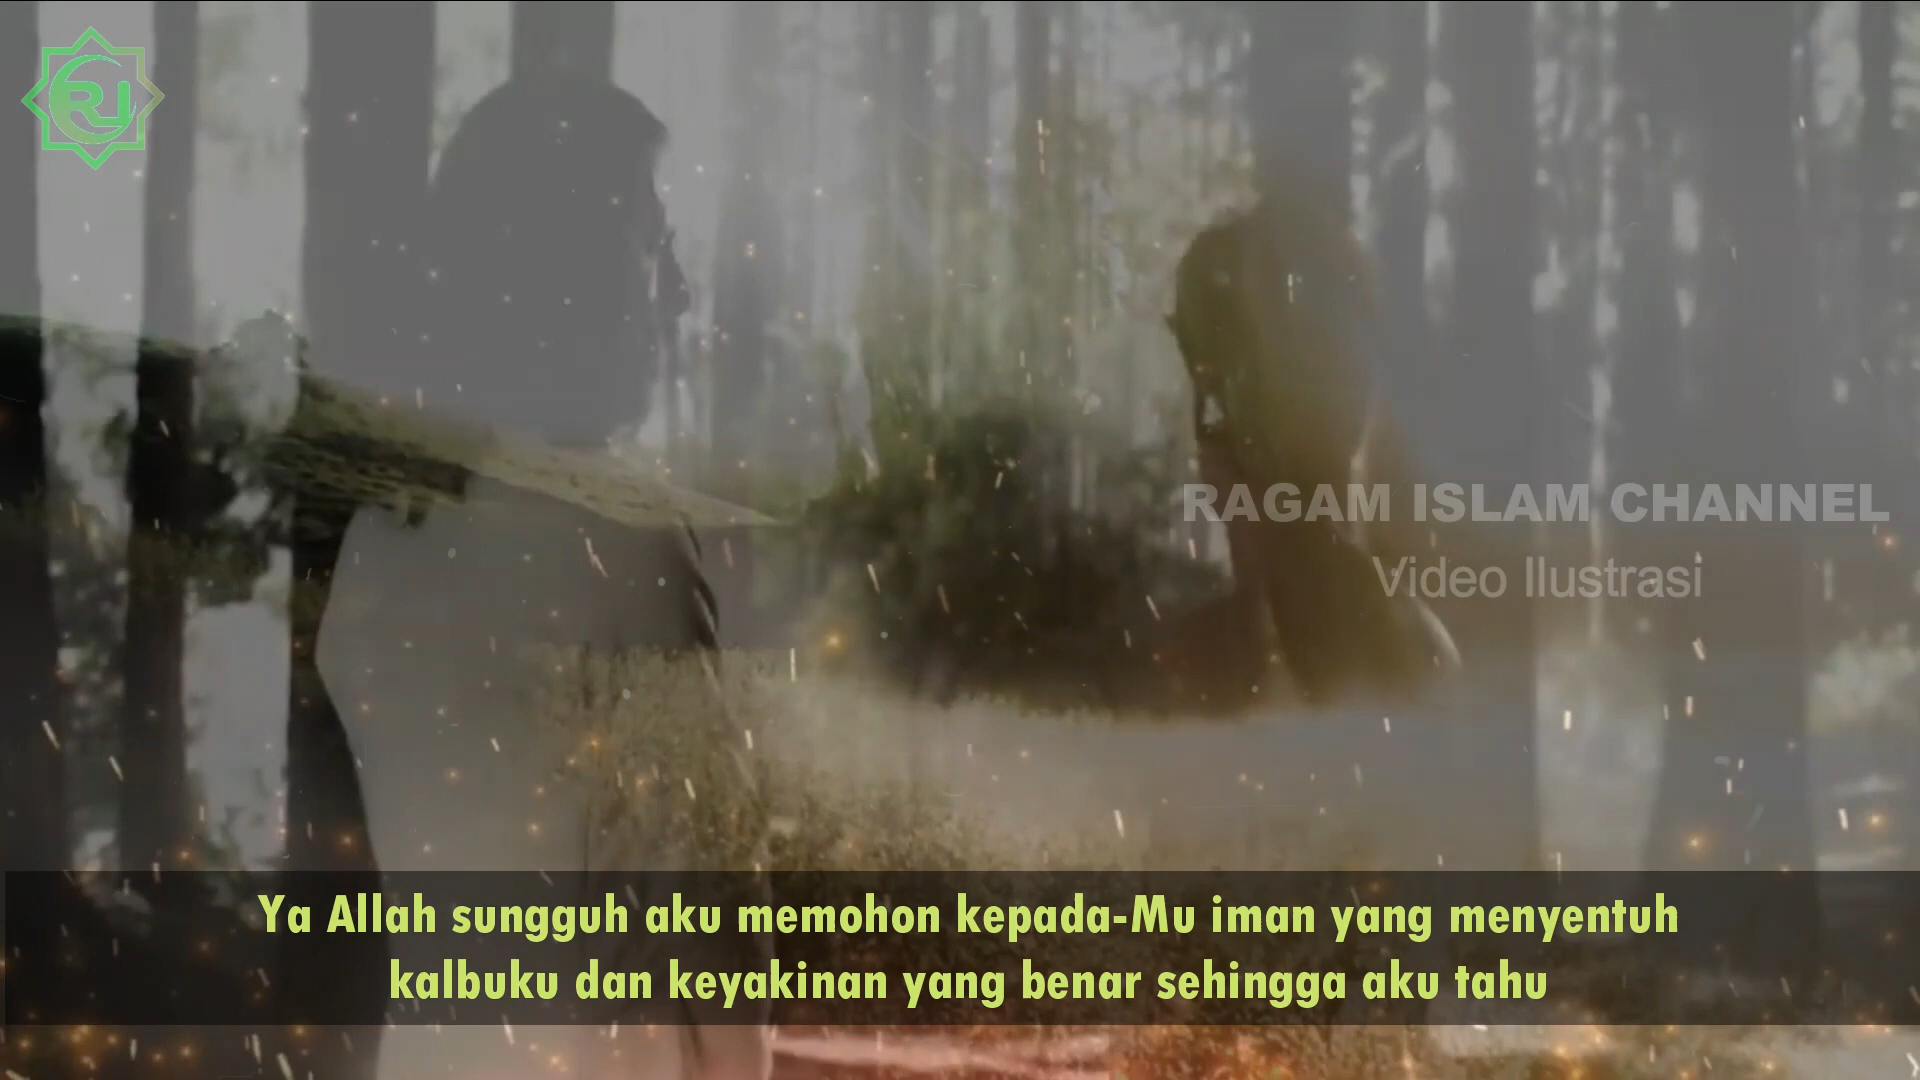 RI
RAGAM ISLAM CHANNEL
Video Ilustrasi
Ya Allah sungguh aku memohon kepada-Mu iman yang menyentuh
kalbuku dan keyakinan yang benar sehingga aku tahu